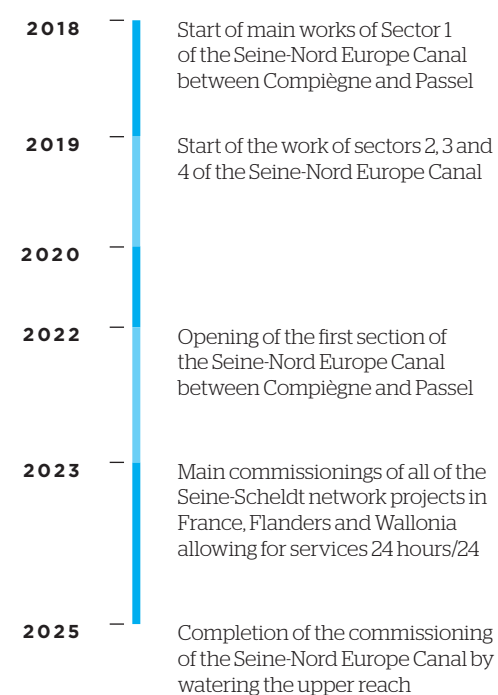 2018
Start of main works of Sector 1
of the Seine-Nord Europe Canal
between Compiègne and Passel
2019
Start of the work of sectors 2, 3 and
4 of the Seine-Nord Europe Canal
2020
2022
Opening of the first section of
the Seine-Nord Europe Canal
between Compiègne and Passel
2023
Main commissionings of all of the
Seine-Scheldt network projects in
France, Flanders and Wallonia
allowing for services 24 hours/24
2025
Completion of the commissioning
of the Seine-Nord Europe Canal by
watering the upper reach